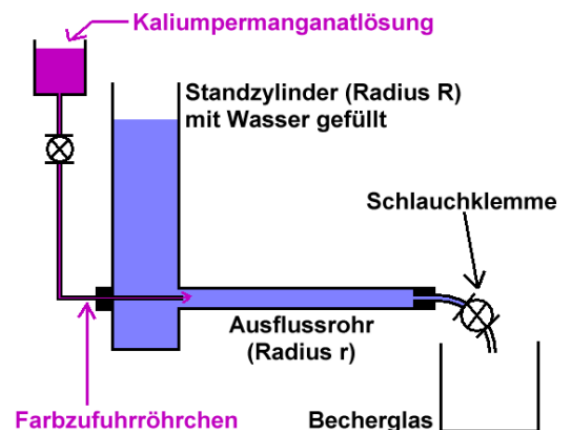 Kaliumpermanganatlösung
Standzylinder (Radius R)
mit Wasser gefüllt
Schlauchklemme
Ausflussrohr
(Radius r)
Farbzufuhrröhrchen
Becherglas